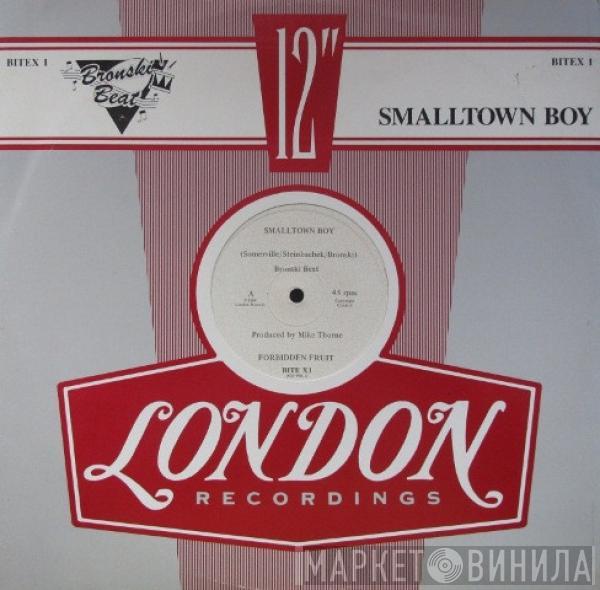 BITEX 1
Bronski Beat
12"
BITEX 1
SMALLTOWN BOY
SMALLTOWN BOY
(Somerville/Steinbachek/Bronski)
Bronski Beat
A
45 rpm
Produced by Mike Thorne
FORBIDDEN FRUIT
BITE X1
LONDON
RECORDINGS
МАРКЕТ ВИНИЛА